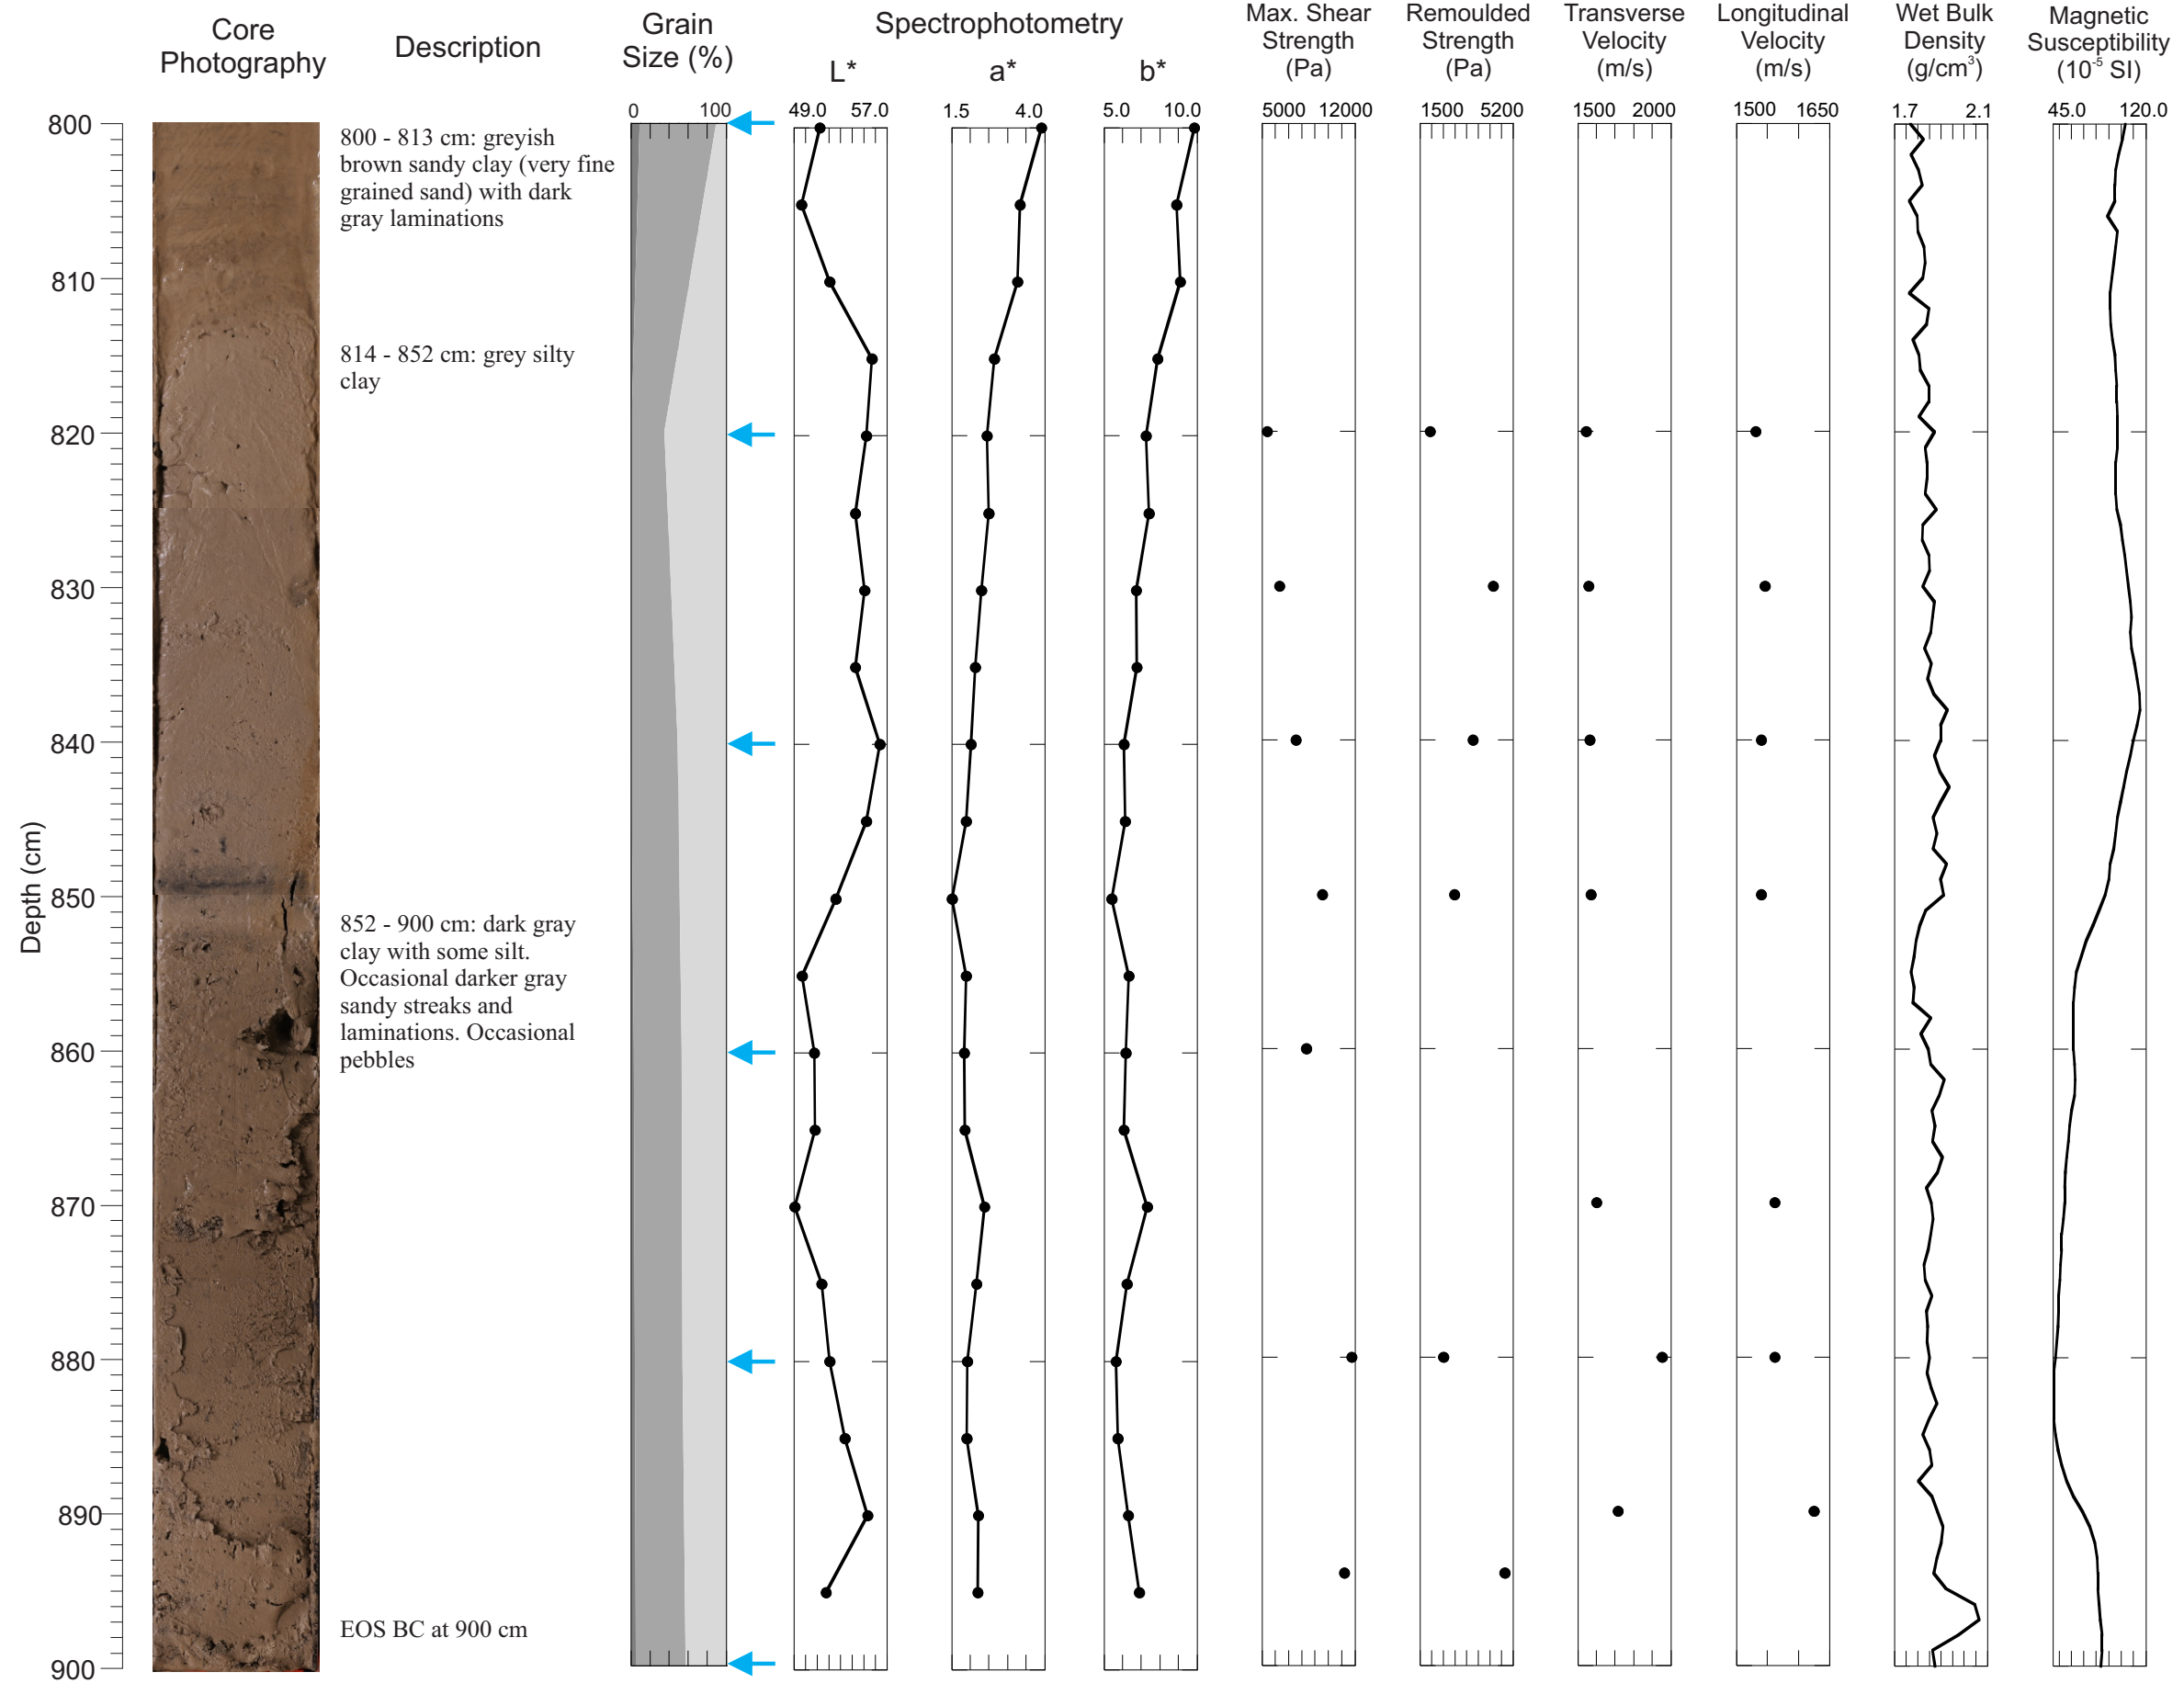 Core
Photography
Description
Grain
Size (%)
Spectrophotometry
L*
a*
b*
Max. Shear
Strength
(Pa)
Remoulded
Strength
(Pa)
Transverse
Velocity
(m/s)
Longitudinal
Velocity
(m/s)
Wet Bulk
Density
(g/cm³)
Magnetic
Susceptibility
(10⁻⁵ SI)
0 100
49.0 57.0
1.5 4.0
5.0 10.0
5000 12000
1500 5200
1500 2000
1500 1650
1.7 2.1
45.0 120.0
Depth (cm)
800
810
820
830
840
850
860
870
880
890
900
800 - 813 cm: greyish
brown sandy clay (very fine
grained sand) with dark
gray laminations
814 - 852 cm: grey silty
clay
852 - 900 cm: dark gray
clay with some silt.
Occasional darker gray
sandy streaks and
laminations. Occasional
pebbles
EOS BC at 900 cm